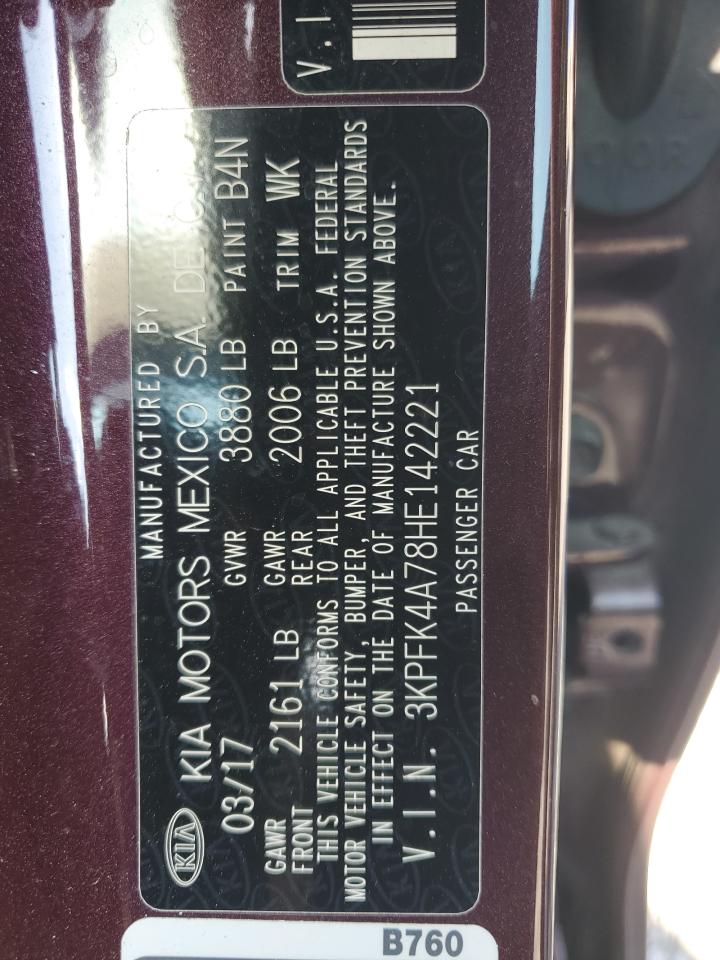 V.I
MANUFACTURED BY
KIA KIA MOTORS MEXICO S.A. DE C.
03/17 GVWR 3880 LB PAINT B4N
GAWR FRONT 2161 LB GAWR REAR 2006 LB TRIM WK
THIS VEHICLE CONFORMS TO ALL APPLICABLE U.S.A. FEDERAL
MOTOR VEHICLE SAFETY, BUMPER, AND THEFT PREVENTION STANDARDS
IN EFFECT ON THE DATE OF MANUFACTURE SHOWN ABOVE.
V.I.N. 3KPFK4A78HE142221
PASSENGER CAR
B760